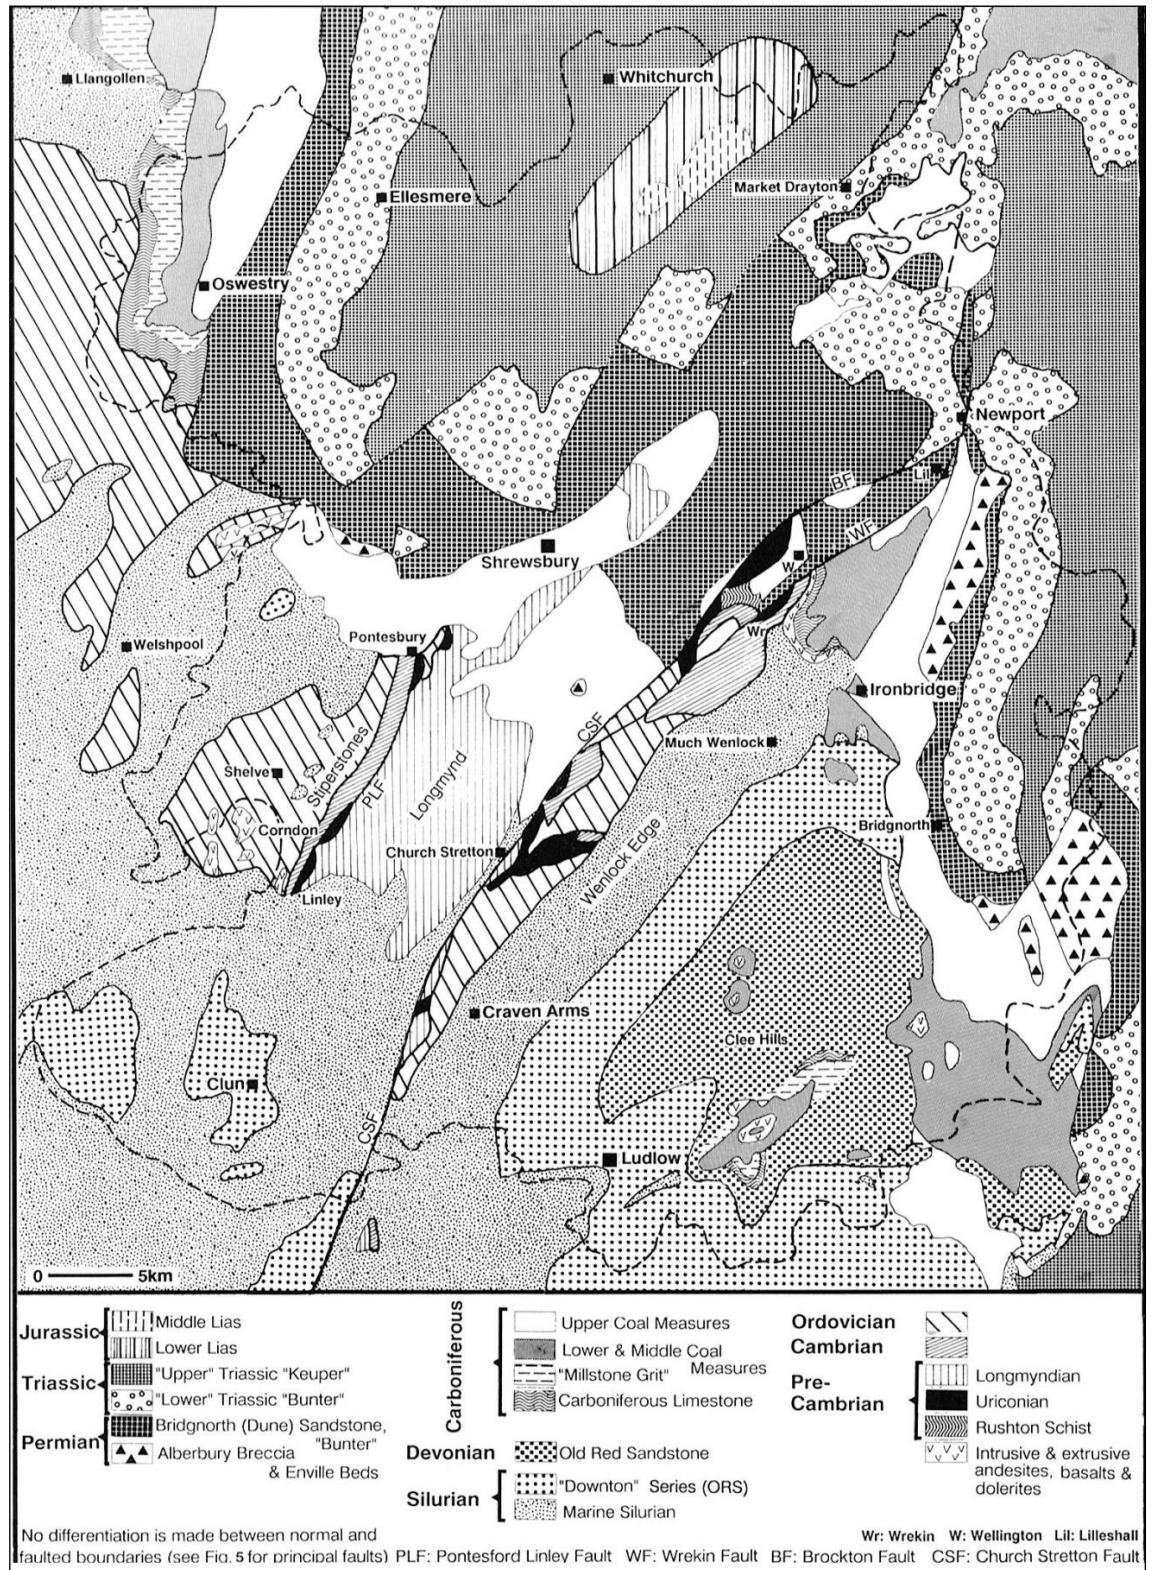 Llangollen
Whitchurch
Market Drayton
Ellesmere
Oswestry
Newport
BF
Lil
WF
Shrewsbury
W
Pontesbury
Welshpool
Wr
Ironbridge
CSF
Much Wenlock
Stiperstones
Shelve
PLF
Longmynd
Corndon
Bridgnorth
Church Stretton
Wenlock Edge
Linley
Craven Arms
Clee Hills
Clun
CSF
Ludlow
0 5km
Jurassic
Middle Lias
Lower Lias
Triassic
"Upper" Triassic "Keuper"
"Lower" Triassic "Bunter"
Permian
Bridgnorth (Dune) Sandstone,
"Bunter"
Alberbury Breccia
& Enville Beds
Carboniferous
Upper Coal Measures
Lower & Middle Coal
Measures
"Millstone Grit"
Carboniferous Limestone
Devonian
Old Red Sandstone
Silurian
"Downton" Series (ORS)
Marine Silurian
Ordovician
Cambrian
Pre-
Cambrian
Longmyndian
Uriconian
Rushton Schist
Intrusive & extrusive
andesites, basalts &
dolerites
No differentiation is made between normal and
faulted boundaries (see Fig. 5 for principal faults)
Wr: Wrekin W: Wellington Lil: Lilleshall
PLF: Pontesford Linley Fault WF: Wrekin Fault BF: Brockton Fault CSF: Church Stretton Fault